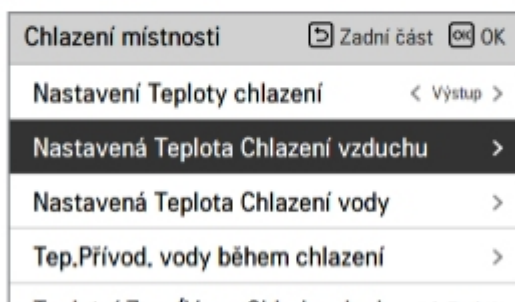 Chlazení místnosti Zadní část OK OK
Nastavení Teploty chlazení < Výstup >
Nastavená Teplota Chlazení vzduchu >
Nastavená Teplota Chlazení vody >
Tep.Přívod. vody během chlazení >